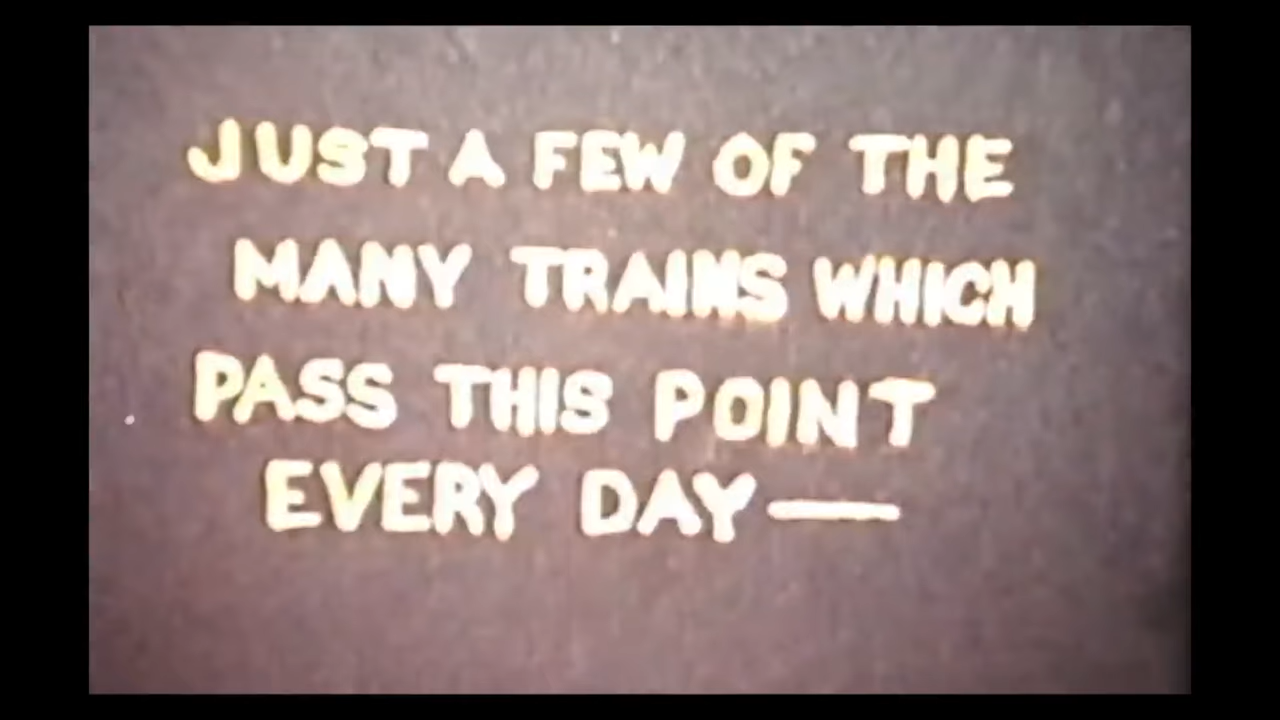 JUST A FEW OF THE
MANY TRAINS WHICH
PASS THIS POINT
EVERY DAY—